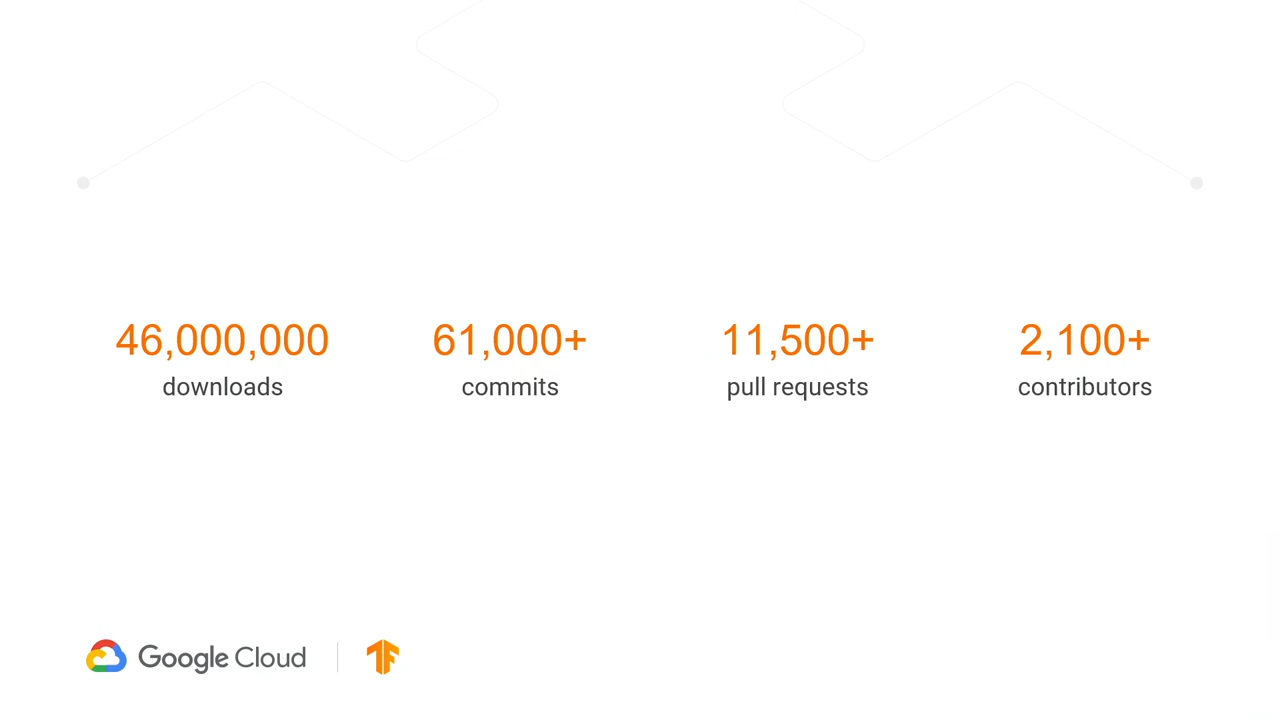 46,000,000 61,000+ 11,500+ 2,100+
downloads commits pull requests contributors
Google Cloud